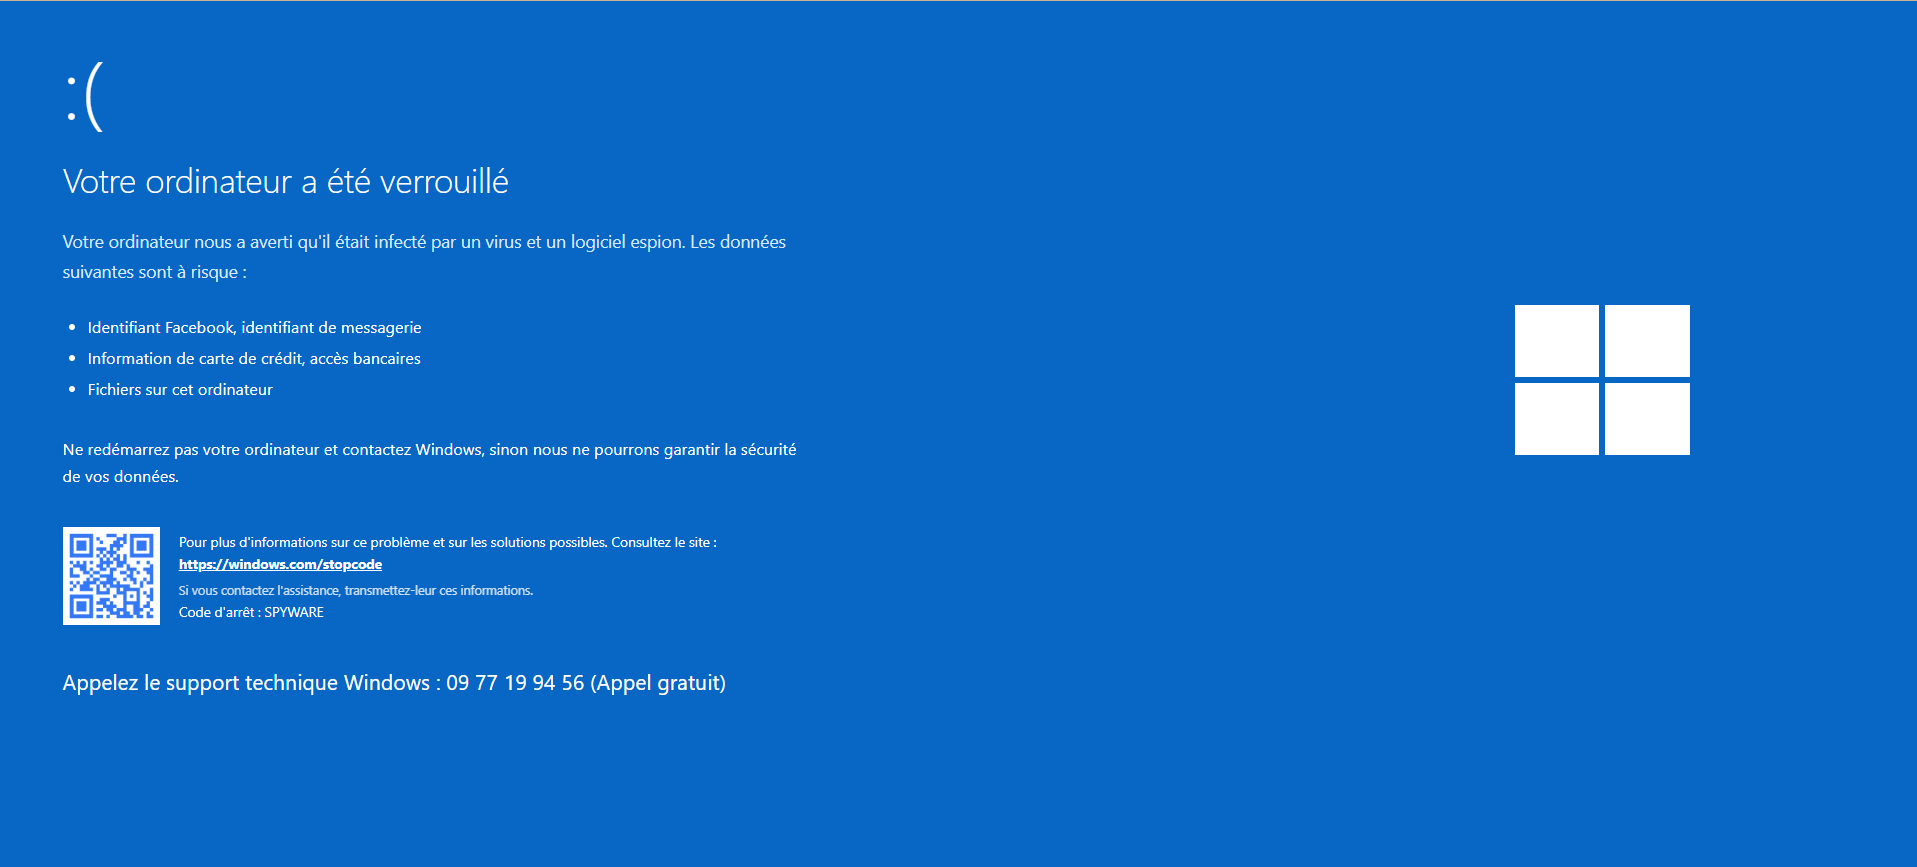 :(
Votre ordinateur a été verrouillé
Votre ordinateur nous a averti qu'il était infecté par un virus et un logiciel espion. Les données
suivantes sont à risque :
• Identifiant Facebook, identifiant de messagerie
• Information de carte de crédit, accès bancaires
• Fichiers sur cet ordinateur
Ne redémarrez pas votre ordinateur et contactez Windows, sinon nous ne pourrons garantir la sécurité
de vos données.
Pour plus d'informations sur ce problème et sur les solutions possibles. Consultez le site :
https://windows.com/stopcode
Si vous contactez l'assistance, transmettez-leur ces informations.
Code d'arrêt : SPYWARE
Appelez le support technique Windows : 09 77 19 94 56 (Appel gratuit)